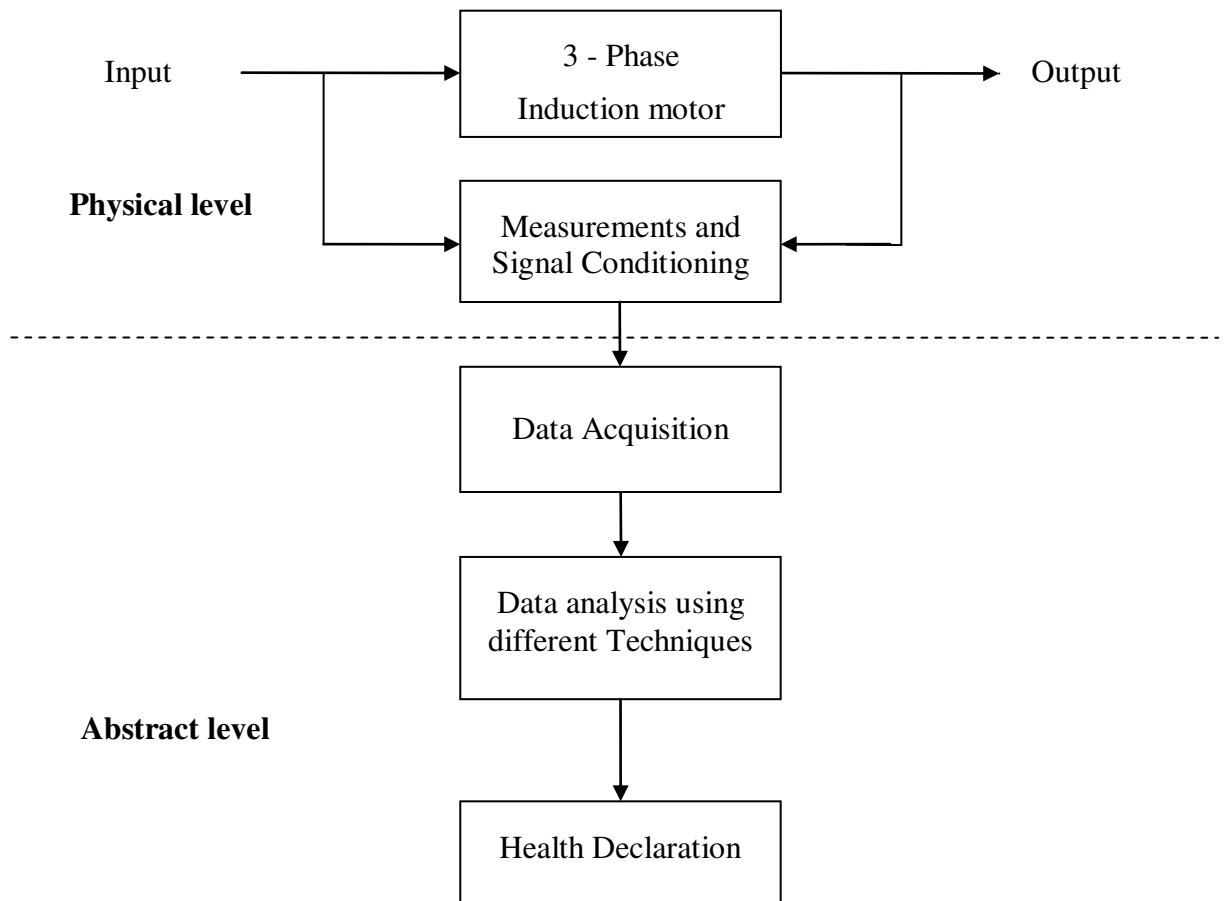 3 - Phase
Input
Output
Induction motor
Physical level
Measurements and
Signal Conditioning
Data Acquisition
Data analysis using
different Techniques
Abstract level
Health Declaration